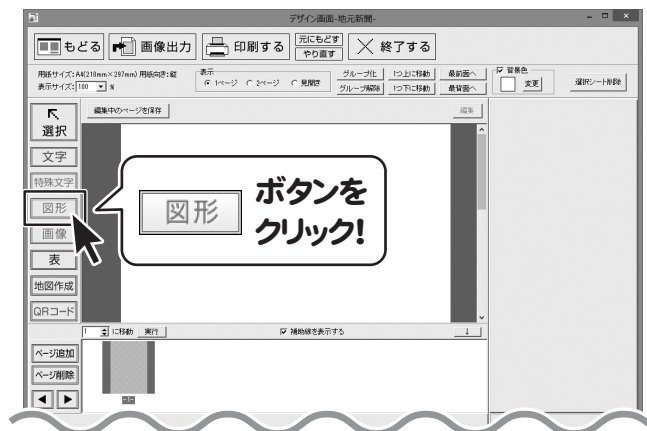 デザイン画面-地元新聞-
もどる 画像出力 印刷する 元にもどす 終了する
やり直す
用紙サイズ:A4(210mm×297mm) 用紙向き:縦
表示サイズ: 100 %
表示
1ページ 2ページ 見開き
グループ化 1つ上に移動 最前面へ
グループ解除 1つ下に移動 最背面へ
背景色
変更
選択シート削除
選択
文字
特殊文字
図形
画像
表
地図作成
QRコード
編集中のページを保存 編集
図形
ボタンを
クリック!
1 に移動 実行 補助線を表示する ↓
ページ追加
ページ削除
-1-